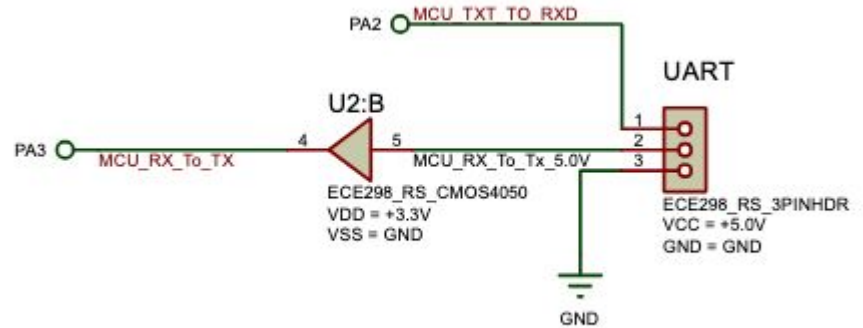 PA2
MCU_TXT_TO_RXD
UART
U2:B
1
PA3
MCU_RX_To_TX
4
5
MCU_RX_To_Tx_5.0V
2
3
ECE298_RS_CMOS4050
VDD = +3.3V
VSS = GND
ECE298_RS_3PINHDR
VCC = +5.0V
GND = GND
GND